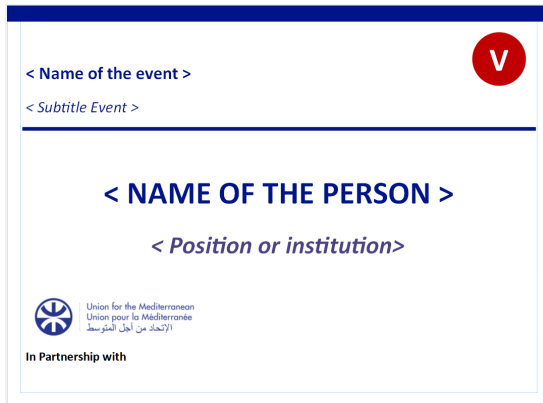 < Name of the event >
V
< Subtitle Event >
< NAME OF THE PERSON >
< Position or institution>
Union for the Mediterranean
Union pour la Méditerranée
الإتحاد من أجل المتوسط
In Partnership with